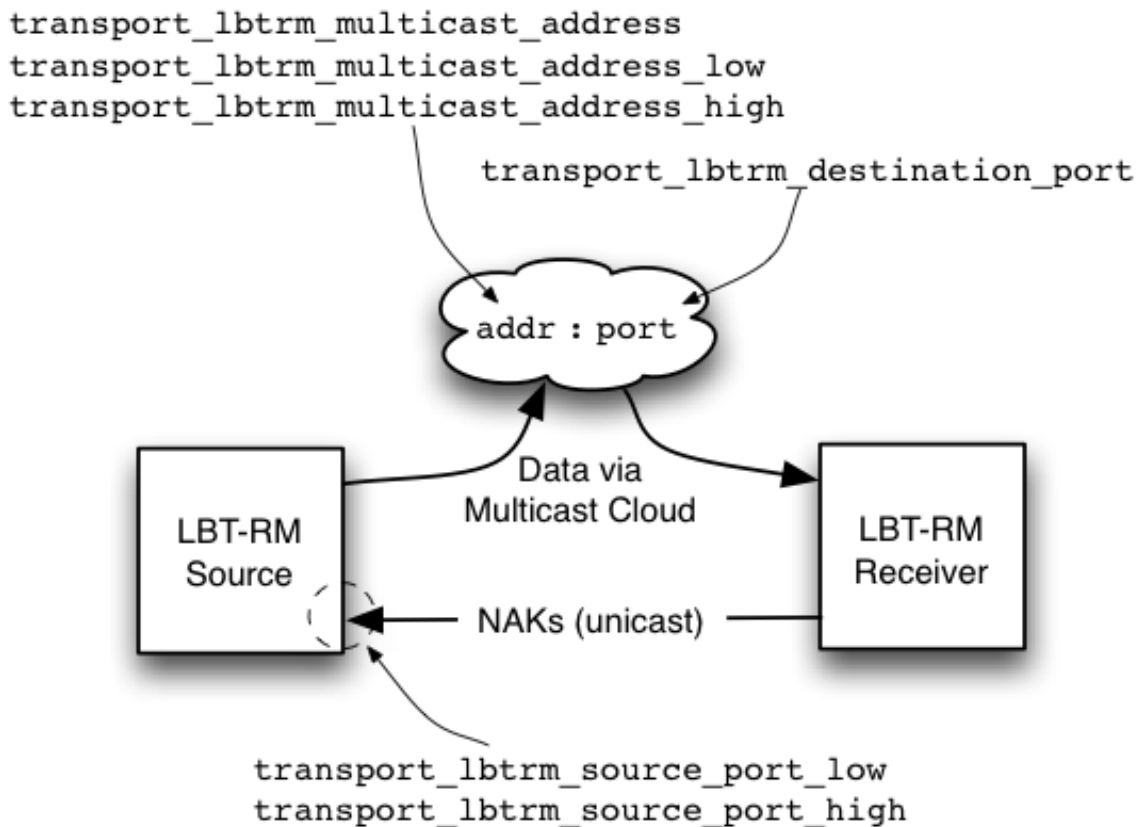 transport_lbtrm_multicast_address
transport_lbtrm_multicast_address_low
transport_lbtrm_multicast_address_high
transport_lbtrm_destination_port
addr : port
Data via
Multicast Cloud
LBT-RM
Source
LBT-RM
Receiver
NAKs (unicast)
transport_lbtrm_source_port_low
transport_lbtrm_source_port_high